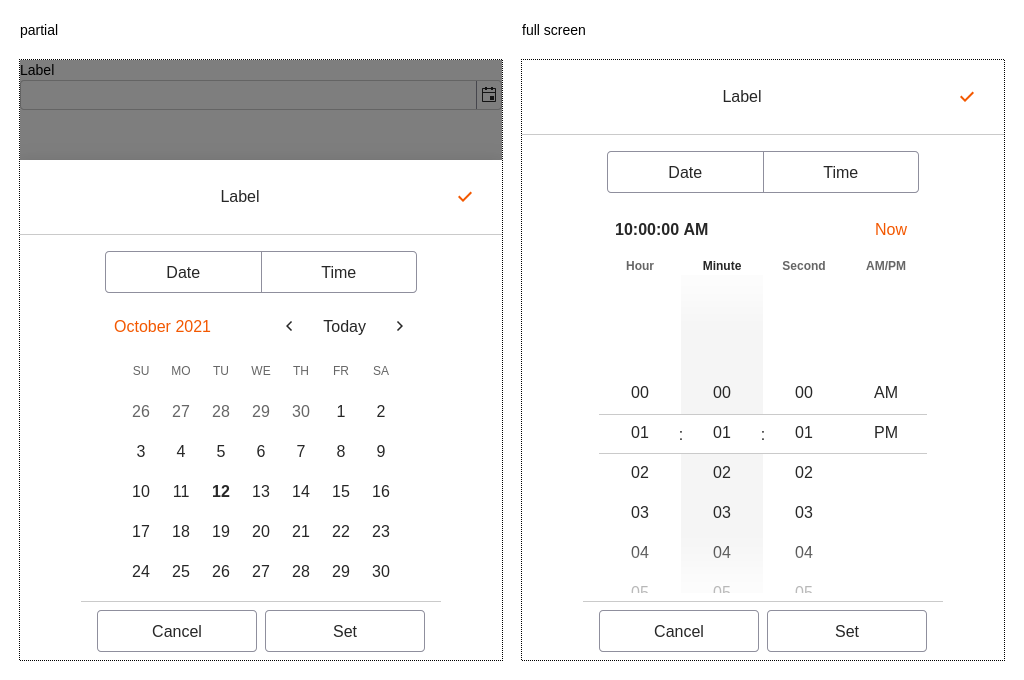 partial
Label
Label
Date Time
October 2021 Today
SU MO TU WE TH FR SA
26 27 28 29 30 1 2
3 4 5 6 7 8 9
10 11 12 13 14 15 16
17 18 19 20 21 22 23
24 25 26 27 28 29 30
Cancel Set
full screen
Label
Date Time
10:00:00 AM Now
Hour Minute Second AM/PM
00 00 00 AM
01 : 01 : 01 PM
02 02 02
03 03 03
04 04 04
05 05 05
Cancel Set